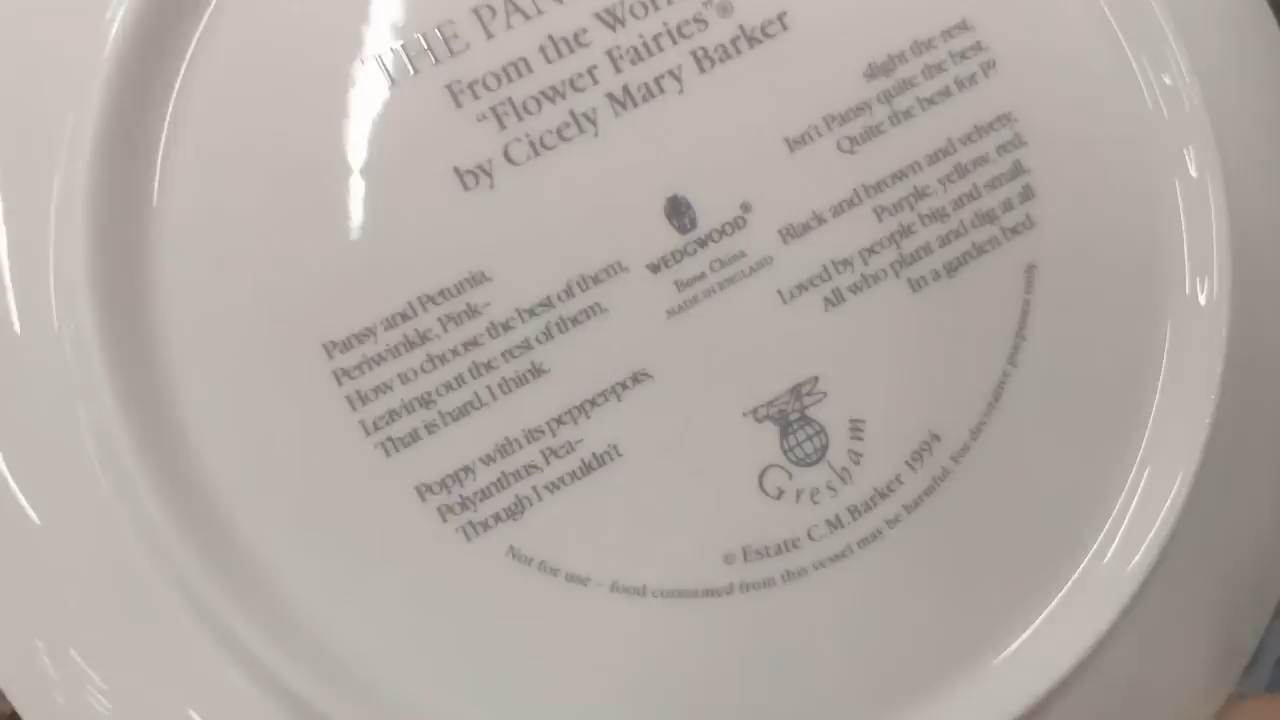 "THE PAN
From the Wor
"Flower Fairies"®
by Cicely Mary Barker
Pansy and Petunia,
Periwinkle, Pink–
How to choose the best of them,
Leaving out the rest of them,
That is hard, I think.
Poppy with its pepper-pots,
Polyanthus, Pea–
Though I wouldn't
slight the rest,
Isn't Pansy quite the best,
Quite the best for P?
Black and brown and velvety,
Purple, yellow, red,
Loved by people big and small,
All who plant and dig at all
In a garden bed.
WEDGWOOD®
Bone China
MADE IN ENGLAND
Gresham
© Estate C.M.Barker 1994
Not for use – food consumed from this vessel may be harmful. For decorative purposes only